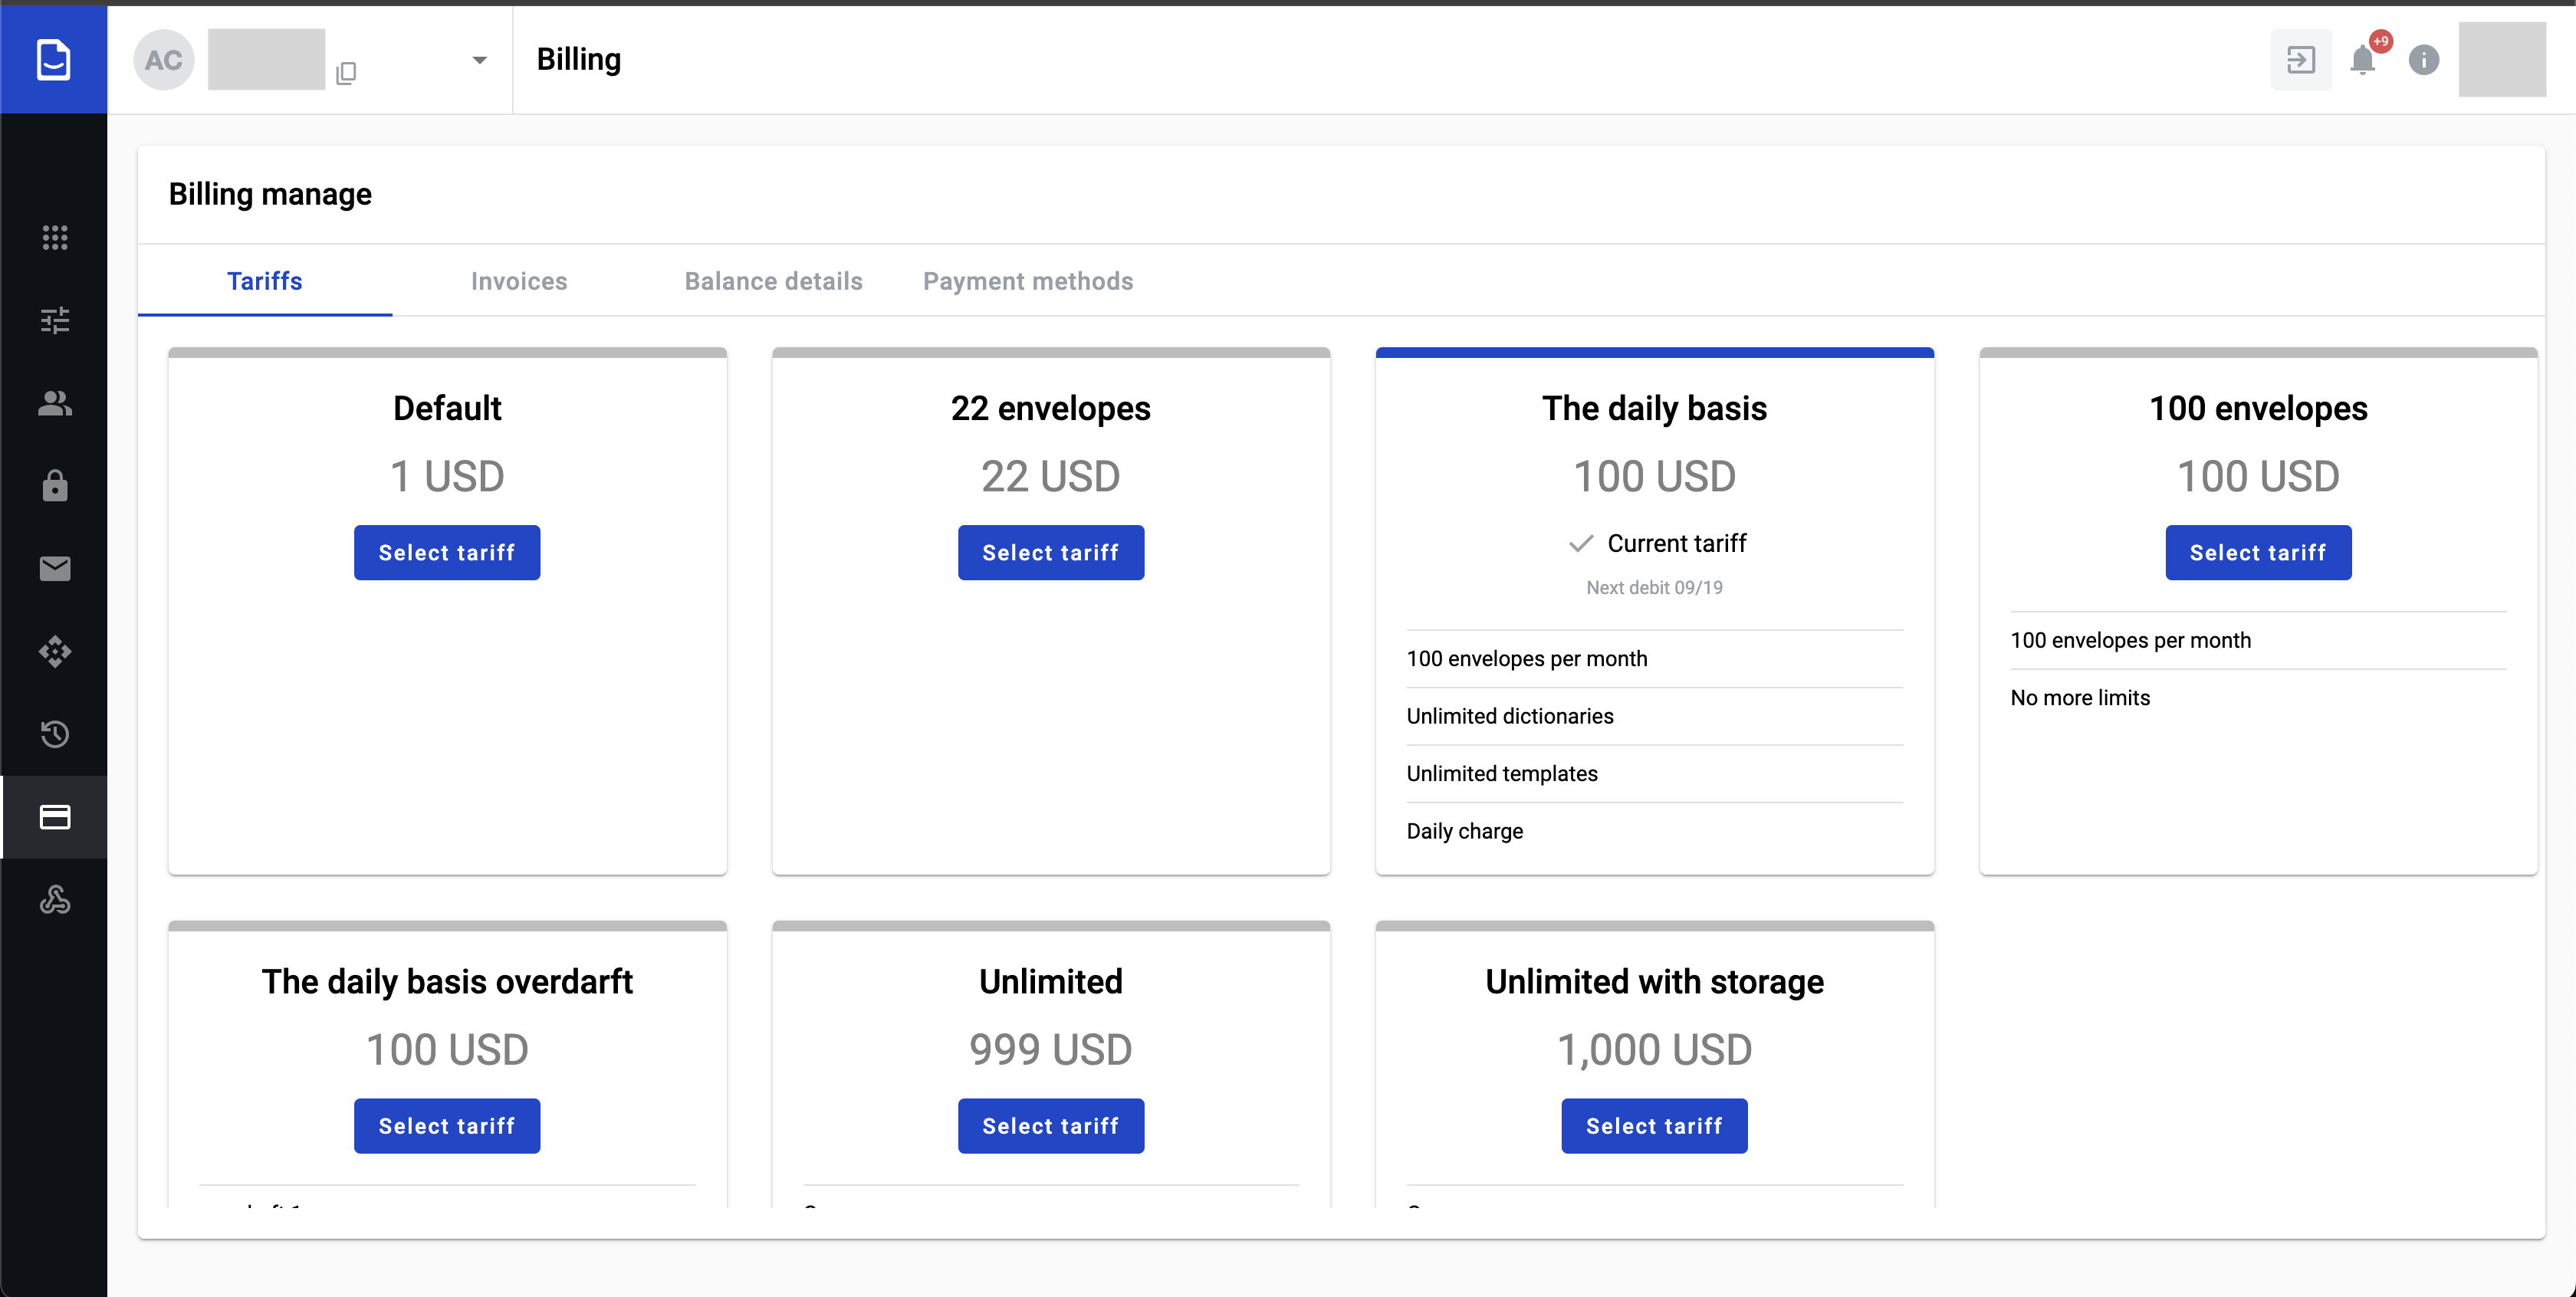 AC
Billing
+9
Billing manage
Tariffs
Invoices
Balance details
Payment methods
Default
1 USD
Select tariff
22 envelopes
22 USD
Select tariff
The daily basis
100 USD
Current tariff
Next debit 09/19
100 envelopes per month
Unlimited dictionaries
Unlimited templates
Daily charge
100 envelopes
100 USD
Select tariff
100 envelopes per month
No more limits
The daily basis overdarft
100 USD
Select tariff
Unlimited
999 USD
Select tariff
Unlimited with storage
1,000 USD
Select tariff